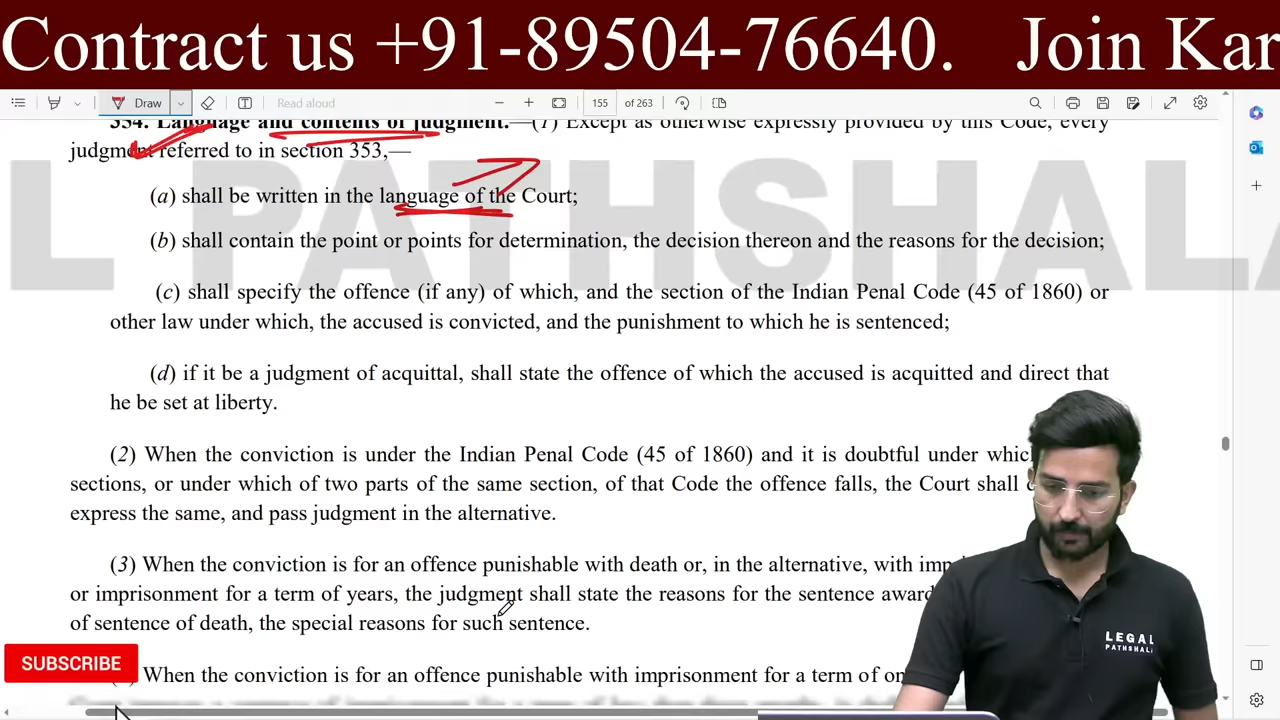 Contract us +91-89504-76640. Join Kar
Draw
Read aloud
155 of 263
354. Language and contents of judgment.—(1) Except as otherwise expressly provided by this Code, every
judgment referred to in section 353,—
L PATHSHALA
(a) shall be written in the language of the Court;
(b) shall contain the point or points for determination, the decision thereon and the reasons for the decision;
(c) shall specify the offence (if any) of which, and the section of the Indian Penal Code (45 of 1860) or
other law under which, the accused is convicted, and the punishment to which he is sentenced;
(d) if it be a judgment of acquittal, shall state the offence of which the accused is acquitted and direct that
he be set at liberty.
(2) When the conviction is under the Indian Penal Code (45 of 1860) and it is doubtful under
sections, or under which of two parts of the same section, of that Code the offence falls, the Court shall
express the same, and pass judgment in the alternative.
(3) When the conviction is for an offence punishable with death or, in the alternative, with
or imprisonment for a term of years, the judgment shall state the reasons for the sentence
of sentence of death, the special reasons for such sentence.
When the conviction is for an offence punishable with imprisonment for a term of
SUBSCRIBE
LEGAL
PATHSHALA